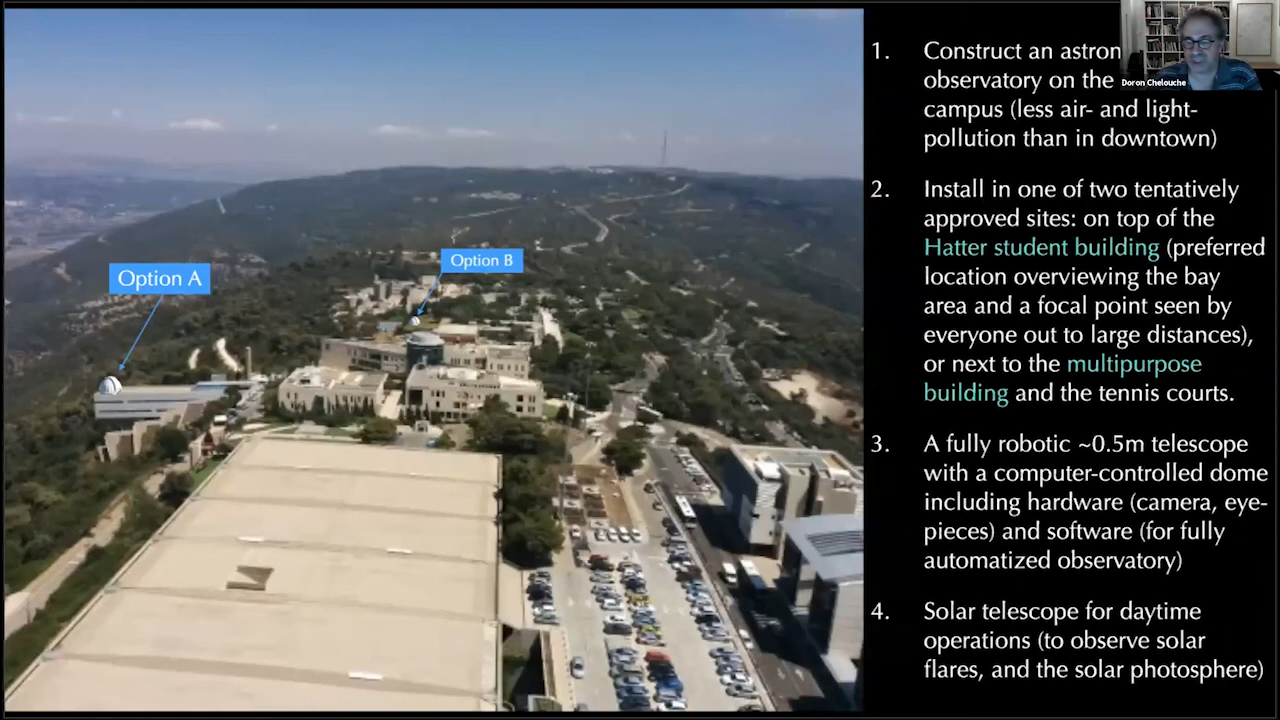 Option A
Option B
1. Construct an astron
observatory on the
campus (less air- and light-
pollution than in downtown)
2. Install in one of two tentatively
approved sites: on top of the
Hatter student building (preferred
location overviewing the bay
area and a focal point seen by
everyone out to large distances),
or next to the multipurpose
building and the tennis courts.
3. A fully robotic ~0.5m telescope
with a computer-controlled dome
including hardware (camera, eye-
pieces) and software (for fully
automatized observatory)
4. Solar telescope for daytime
operations (to observe solar
flares, and the solar photosphere)
Doron Chelouche